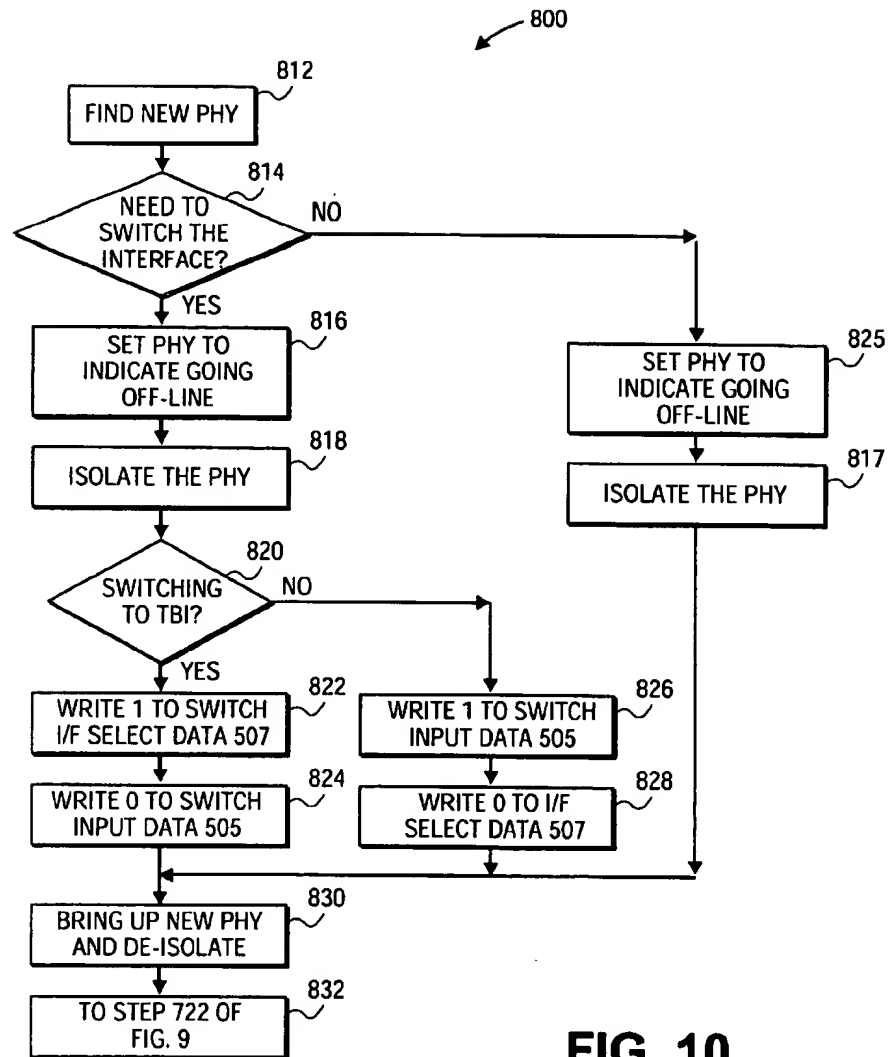 800
812
FIND NEW PHY
814
NEED TO
SWITCH THE
INTERFACE?
NO
YES
816
SET PHY TO
INDICATE GOING
OFF-LINE
825
SET PHY TO
INDICATE GOING
OFF-LINE
818
ISOLATE THE PHY
817
ISOLATE THE PHY
820
SWITCHING
TO TBI?
NO
YES
822
WRITE 1 TO SWITCH
I/F SELECT DATA 507
826
WRITE 1 TO SWITCH
INPUT DATA 505
824
WRITE 0 TO SWITCH
INPUT DATA 505
828
WRITE 0 TO I/F
SELECT DATA 507
830
BRING UP NEW PHY
AND DE-ISOLATE
832
TO STEP 722 OF
FIG. 9
FIG. 10